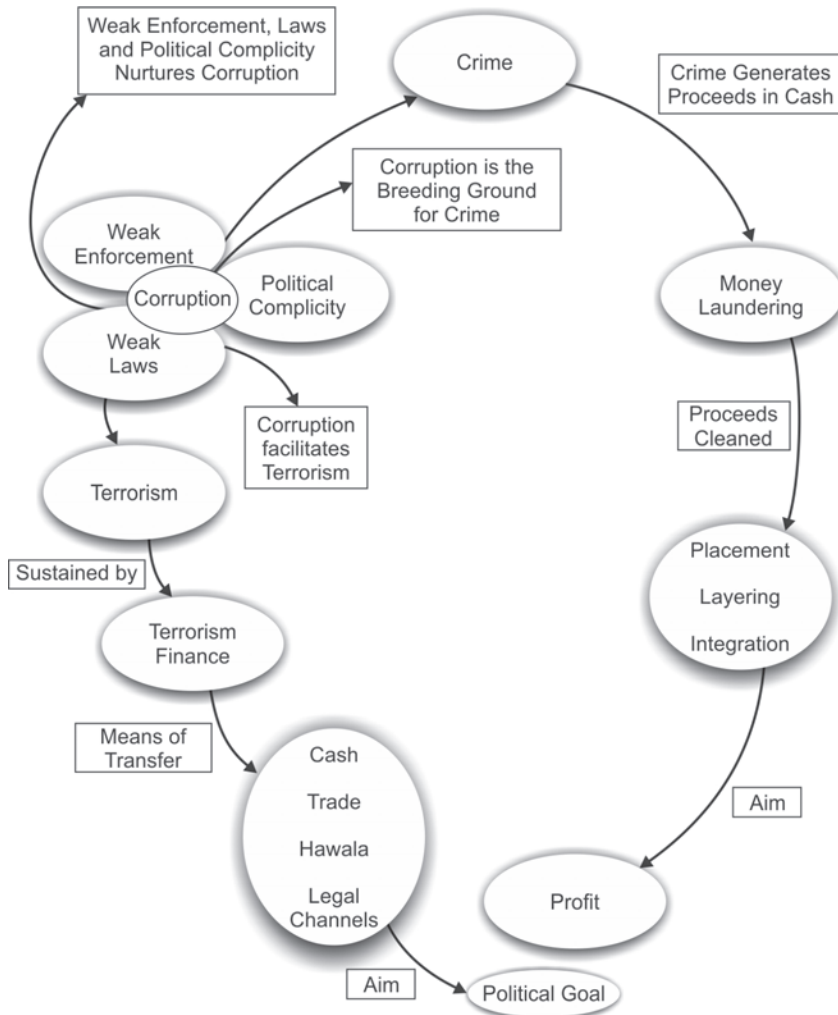 Weak Enforcement, Laws
and Political Complicity
Nurtures Corruption
Crime
Crime Generates
Proceeds in Cash
Corruption is the
Breeding Ground
for Crime
Weak
Enforcement
Corruption
Political
Complicity
Weak
Laws
Money
Laundering
Corruption
facilitates
Terrorism
Proceeds
Cleaned
Terrorism
Sustained by
Placement
Layering
Integration
Terrorism
Finance
Means of
Transfer
Cash
Trade
Hawala
Legal
Channels
Aim
Profit
Aim
Political Goal